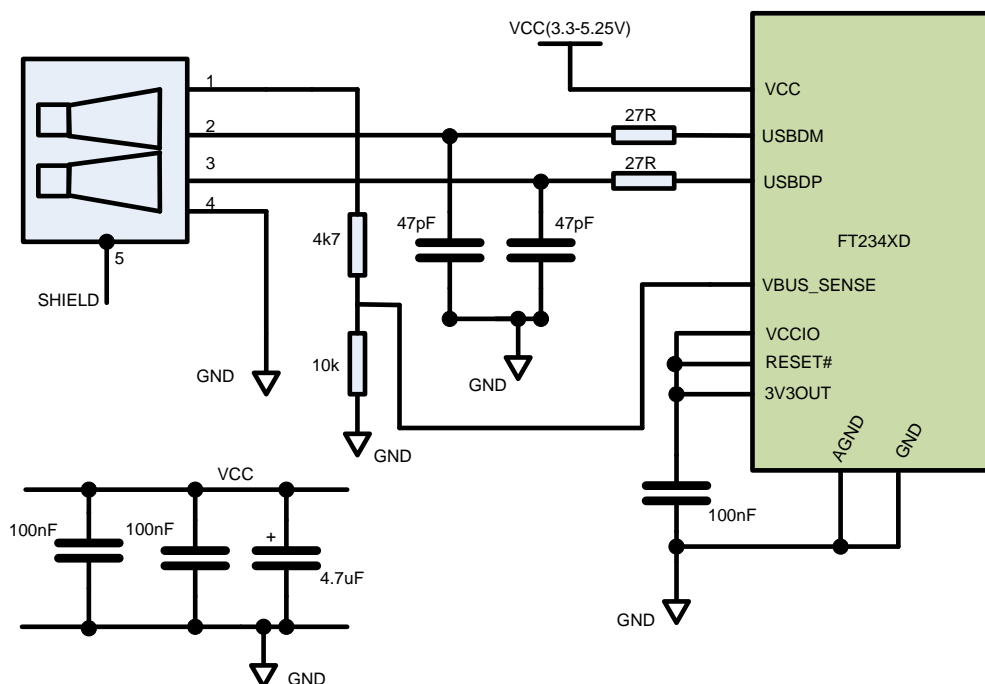 VCC(3.3-5.25V)
1
VCC
27R
2
USBDM
27R
3
USBDP
4
47pF
47pF
4k7
FT234XD
5
SHIELD
VBUS_SENSE
VCCIO
10k
RESET#
GND
GND
3V3OUT
AGND
GND
GND
VCC
100nF
100nF
+
4.7uF
100nF
GND
GND